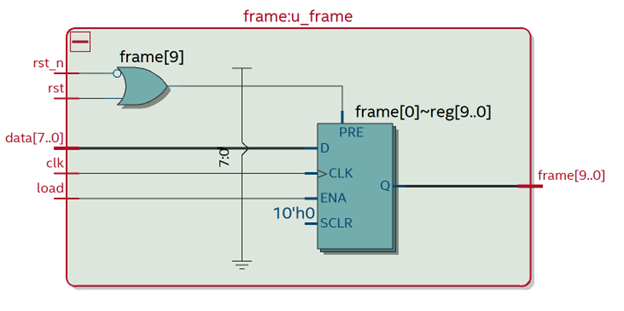 frame:u_frame
rst_n
rst
frame[9]
data[7..0]
clk
load
7:0
frame[0]~reg[9..0]
PRE
D
>CLK
ENA
10'h0
SCLR
Q
frame[9..0]